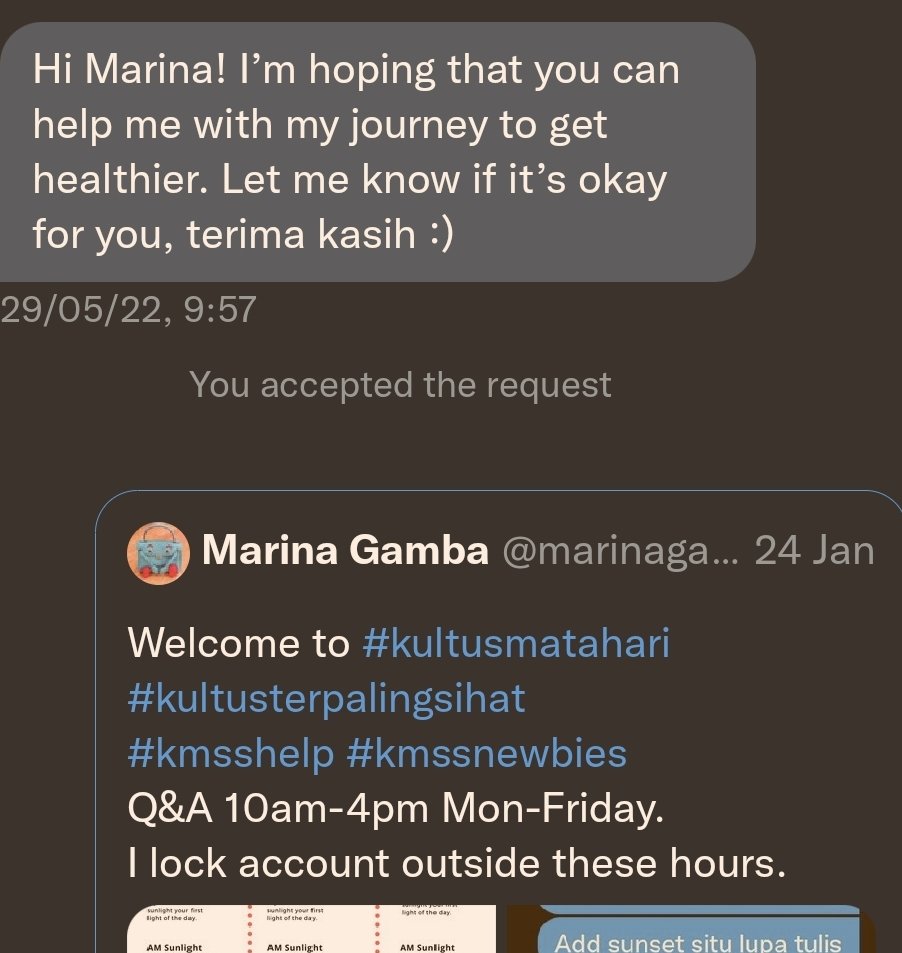 Hi Marina! I'm hoping that you can
help me with my journey to get
healthier. Let me know if it's okay
for you, terima kasih :)
29/05/22, 9:57
You accepted the request
Marina Gamba @marinaga... 24 Jan
Welcome to #kultusmatahari
#kultusterpalingsihat
#kmsshelp #kmssnewbies
Q&A 10am-4pm Mon-Friday.
I lock account outside these hours.
sunlight your first
light of the day.
AM Sunlight
sunlight your first
light of the day.
AM Sunlight
light of the day.
AM Sunlight
Add sunset situ lupa tulis